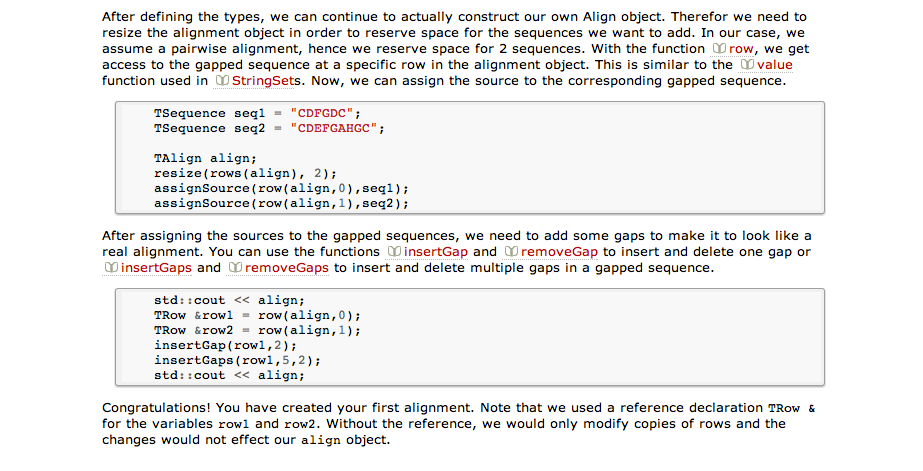 After defining the types, we can continue to actually construct our own Align object. Therefor we need to
resize the alignment object in order to reserve space for the sequences we want to add. In our case, we
assume a pairwise alignment, hence we reserve space for 2 sequences. With the function row, we get
access to the gapped sequence at a specific row in the alignment object. This is similar to the value
function used in StringSets. Now, we can assign the source to the corresponding gapped sequence.
TSequence seq1 = "CDFGDC";
TSequence seq2 = "CDEFGAHGC";
TAlign align;
resize(rows(align), 2);
assignSource(row(align,0),seq1);
assignSource(row(align,1),seq2);
After assigning the sources to the gapped sequences, we need to add some gaps to make it to look like a
real alignment. You can use the functions insertGap and removeGap to insert and delete one gap or
insertGaps and removeGaps to insert and delete multiple gaps in a gapped sequence.
std::cout << align;
TRow &row1 = row(align,0);
TRow &row2 = row(align,1);
insertGap(row1,2);
insertGaps(row1,5,2);
std::cout << align;
Congratulations! You have created your first alignment. Note that we used a reference declaration TRow &
for the variables row1 and row2. Without the reference, we would only modify copies of rows and the
changes would not effect our align object.